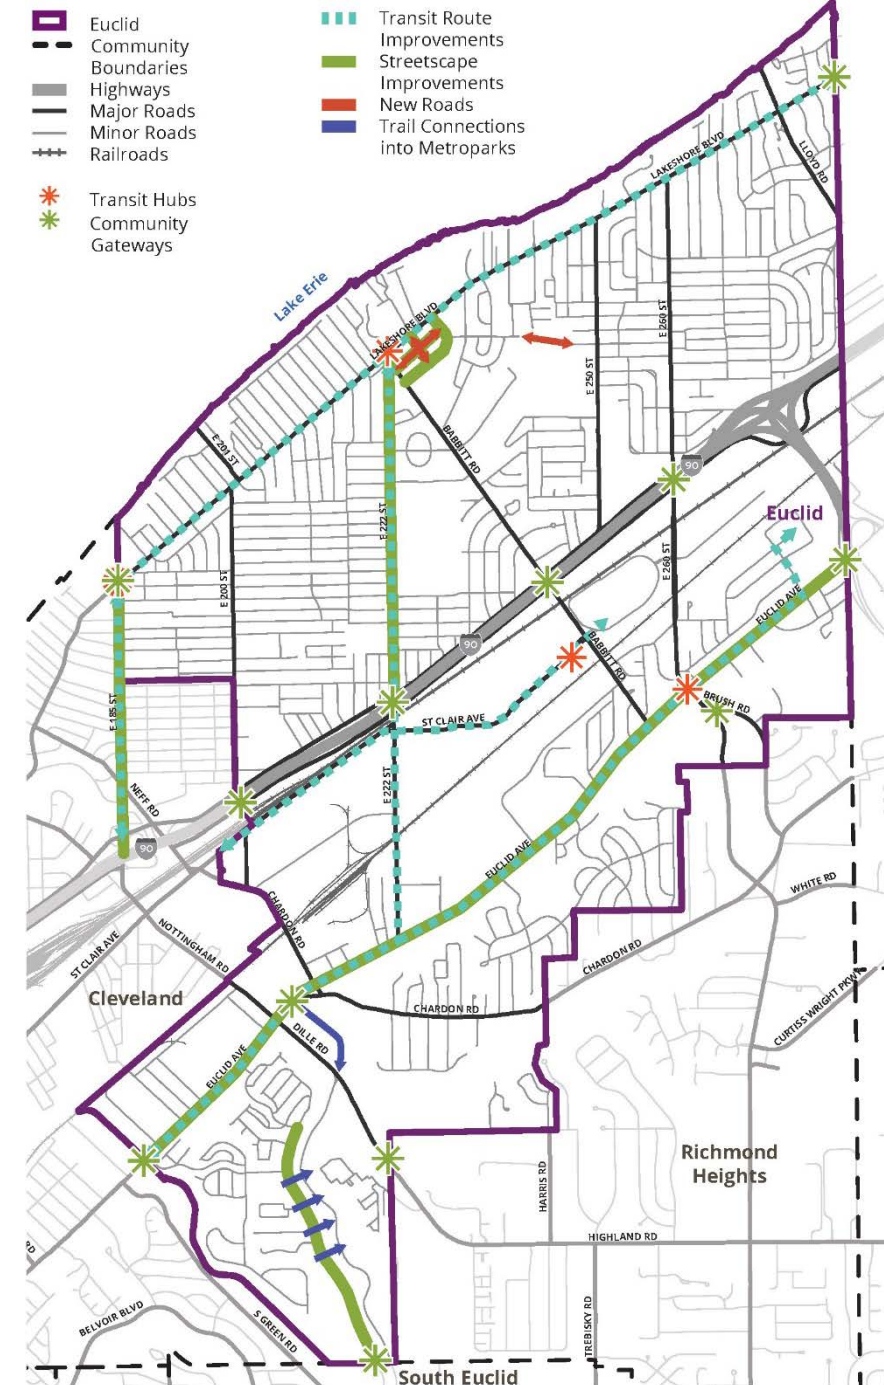 Euclid
Community
Boundaries
Highways
Major Roads
Minor Roads
Railroads
Transit Hubs
Community
Gateways
Transit Route
Improvements
Streetscape
Improvements
New Roads
Trail Connections
into Metroparks
LLOYD RD
LAKESHORE BLVD
Lake Erie
LAKESHORE BLVD
E 260 ST
E 250 ST
E 201 ST
BABBITT RD
90
E 222 ST
Euclid
E 260 ST
E 200 ST
EUCLID AVE
90
BABBITT RD
E 185 ST
BRUSH RD
ST CLAIR AVE
E 222 ST
NEFF RD
90
EUCLID AVE
WHITE RD
CHARDON RD
NOTTINGHAM RD
ST CLAIR AVE
CHARDON RD
Cleveland
CHARDON RD
CURTISS WRIGHT PKWY
DILLE RD
EUCLID AVE
Richmond
Heights
HARRIS RD
RD
HIGHLAND RD
BELVOIR BLVD
S GREEN RD
TREBISKY RD
South Euclid